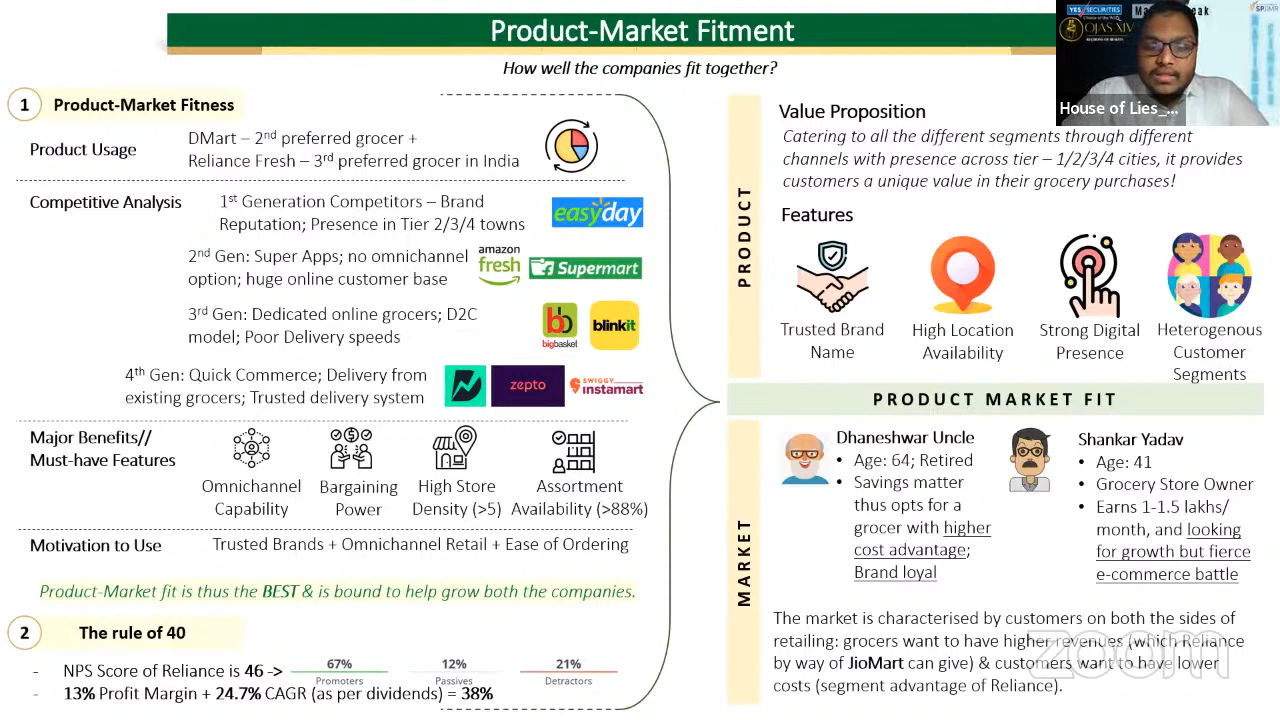 Product-Market Fitment
How well the companies fit together?
1 Product-Market Fitness
Product Usage
DMart – 2nd preferred grocer +
Reliance Fresh – 3rd preferred grocer in India
Competitive Analysis
1st Generation Competitors – Brand
Reputation; Presence in Tier 2/3/4 towns
easyday
2nd Gen: Super Apps; no omnichannel
option; huge online customer base
amazon
fresh
Supermart
3rd Gen: Dedicated online grocers; D2C
model; Poor Delivery speeds
bb
bigbasket
blinkit
4th Gen: Quick Commerce; Delivery from
existing grocers; Trusted delivery system
zepto
SWIGGY
instamart
Major Benefits//
Must-have Features
Omnichannel
Capability
Bargaining
Power
High Store
Density (>5)
Assortment
Availability (>88%)
Motivation to Use
Trusted Brands + Omnichannel Retail + Ease of Ordering
Product-Market fit is thus the BEST & is bound to help grow both the companies.
2 The rule of 40
- NPS Score of Reliance is 46 ->
67%
Promoters
12%
Passives
21%
Detractors
- 13% Profit Margin + 24.7% CAGR (as per dividends) = 38%
PRODUCT
Value Proposition
Catering to all the different segments through different
channels with presence across tier – 1/2/3/4 cities, it provides
customers a unique value in their grocery purchases!
Features
Trusted Brand
Name
High Location
Availability
Strong Digital
Presence
Heterogenous
Customer
Segments
PRODUCT MARKET FIT
MARKET
Dhaneshwar Uncle
• Age: 64; Retired
• Savings matter
thus opts for a
grocer with higher
cost advantage;
Brand loyal
Shankar Yadav
• Age: 41
• Grocery Store Owner
• Earns 1-1.5 lakhs/
month, and looking
for growth but fierce
e-commerce battle
The market is characterised by customers on both the sides of
retailing: grocers want to have higher revenues (which Reliance
by way of JioMart can give) & customers want to have lower
costs (segment advantage of Reliance).
zoom
YES SECURITIES
OJAS XIV
SPJIMR
House of Lies_...